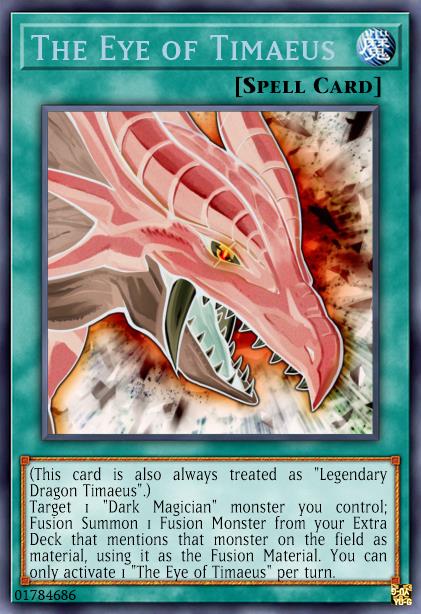 The Eye of Timaeus
魔
[Spell Card]
(This card is also always treated as "Legendary
Dragon Timaeus".)
Target 1 "Dark Magician" monster you control;
Fusion Summon 1 Fusion Monster from your Extra
Deck that mentions that monster on the field as
material, using it as the Fusion Material. You can
only activate 1 "The Eye of Timaeus" per turn.
01784686